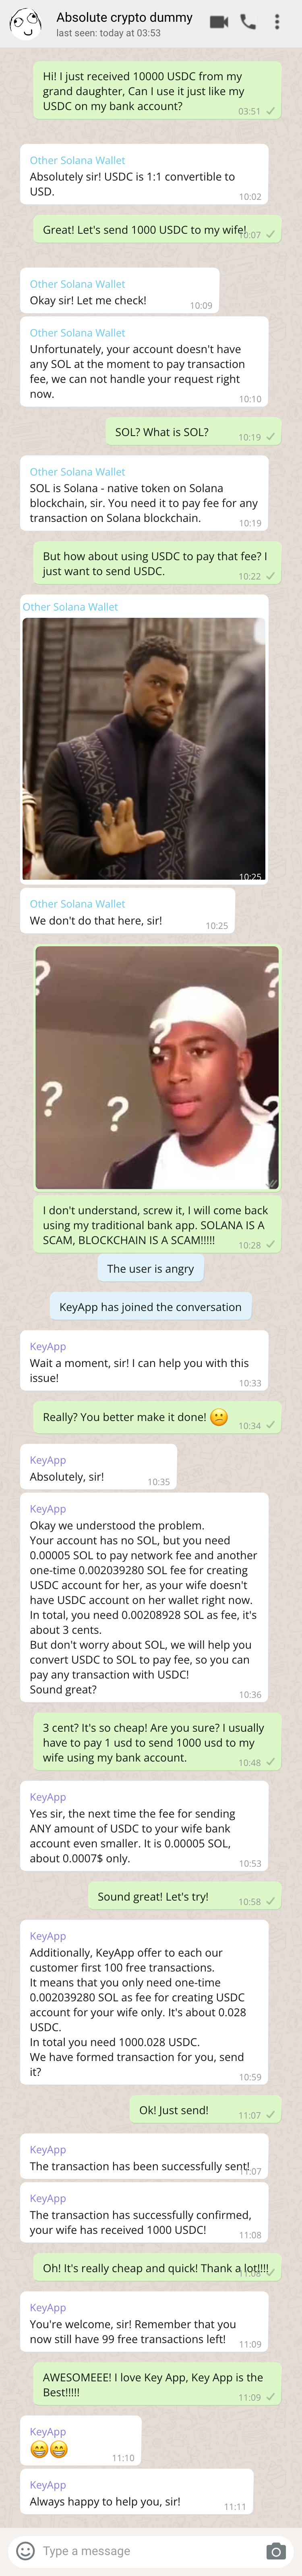 Absolute crypto dummy
last seen: today at 03:53
Hi! I just received 10000 USDC from my
grand daughter, Can I use it just like my
USDC on my bank account?
03:51
Other Solana Wallet
Absolutely sir! USDC is 1:1 convertible to
USD.
10:02
Great! Let's send 1000 USDC to my wife!
10:07
Other Solana Wallet
Okay sir! Let me check!
10:09
Other Solana Wallet
Unfortunately, your account doesn't have
any SOL at the moment to pay transaction
fee, we can not handle your request right
now.
10:10
SOL? What is SOL?
10:19
Other Solana Wallet
SOL is Solana - native token on Solana
blockchain, sir. You need it to pay fee for any
transaction on Solana blockchain.
10:19
But how about using USDC to pay that fee? I
just want to send USDC.
10:22
Other Solana Wallet
10:25
Other Solana Wallet
We don't do that here, sir!
10:25
? ? ? ? ? ?
I don't understand, screw it, I will come back
using my traditional bank app. SOLANA IS A
SCAM, BLOCKCHAIN IS A SCAM!!!!!
10:28
The user is angry
KeyApp has joined the conversation
KeyApp
Wait a moment, sir! I can help you with this
issue!
10:33
Really? You better make it done! 😕
10:34
KeyApp
Absolutely, sir!
10:35
KeyApp
Okay we understood the problem.
Your account has no SOL, but you need
0.00005 SOL to pay network fee and another
one-time 0.002039280 SOL fee for creating
USDC account for her, as your wife doesn't
have USDC account on her wallet right now.
In total, you need 0.00208928 SOL as fee, it's
about 3 cents.
But don't worry about SOL, we will help you
convert USDC to SOL to pay fee, so you can
pay any transaction with USDC!
Sound great?
10:36
3 cent? It's so cheap! Are you sure? I usually
have to pay 1 usd to send 1000 usd to my
wife using my bank account.
10:48
KeyApp
Yes sir, the next time the fee for sending
ANY amount of USDC to your wife bank
account even smaller. It is 0.00005 SOL,
about 0.0007$ only.
10:53
Sound great! Let's try!
10:58
KeyApp
Additionally, KeyApp offer to each our
customer first 100 free transactions.
It means that you only need one-time
0.002039280 SOL as fee for creating USDC
account for your wife only. It's about 0.028
USDC.
In total you need 1000.028 USDC.
We have formed transaction for you, send
it?
10:59
Ok! Just send!
11:07
KeyApp
The transaction has been successfully sent!
11:07
KeyApp
The transaction has successfully confirmed,
your wife has received 1000 USDC!
11:08
Oh! It's really cheap and quick! Thank a lot!!!!
11:08
KeyApp
You're welcome, sir! Remember that you
now still have 99 free transactions left!
11:09
AWESOMEEE! I love Key App, Key App is the
Best!!!!!
11:09
KeyApp
😁😁
11:10
KeyApp
Always happy to help you, sir!
11:11
Type a message